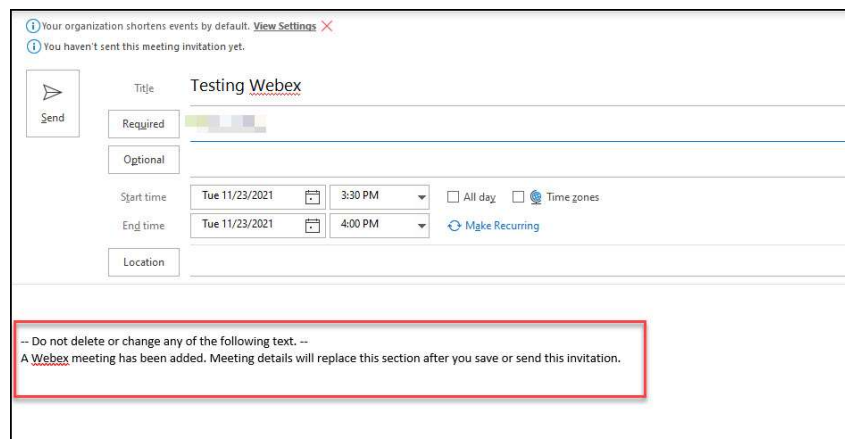 Your organization shortens events by default. View Settings
You haven't sent this meeting invitation yet.
Send
Title
Testing Webex
Required
Optional
Start time
Tue 11/23/2021
3:30 PM
All day
Time zones
End time
Tue 11/23/2021
4:00 PM
Make Recurring
Location
-- Do not delete or change any of the following text. --
A Webex meeting has been added. Meeting details will replace this section after you save or send this invitation.